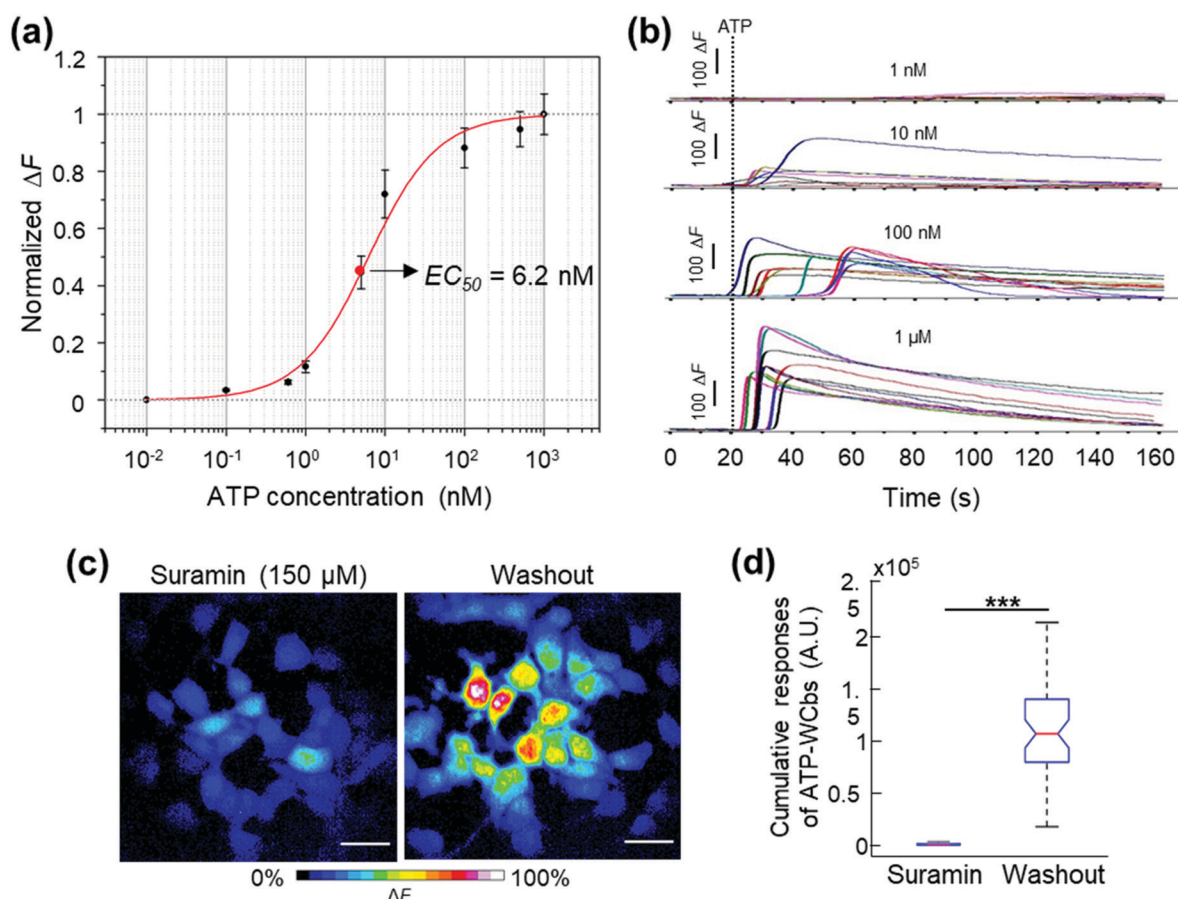 (a)
1.2
1
0.8
0.6
0.4
0.2
0
Normalized ΔF
EC50 = 6.2 nM
10-2 10-1 100 101 102 103
ATP concentration (nM)
(b)
ATP
100 ΔF
1 nM
100 ΔF
10 nM
100 ΔF
100 nM
100 ΔF
1 µM
0 20 40 60 80 100 120 140 160
Time (s)
(c)
Suramin (150 µM) Washout
0% 100%
ΔF
(d)
x105
2.
5
2
1.
5
1
0.5
0
Cumulative responses
of ATP-WCbs (A.U.)
***
Suramin Washout